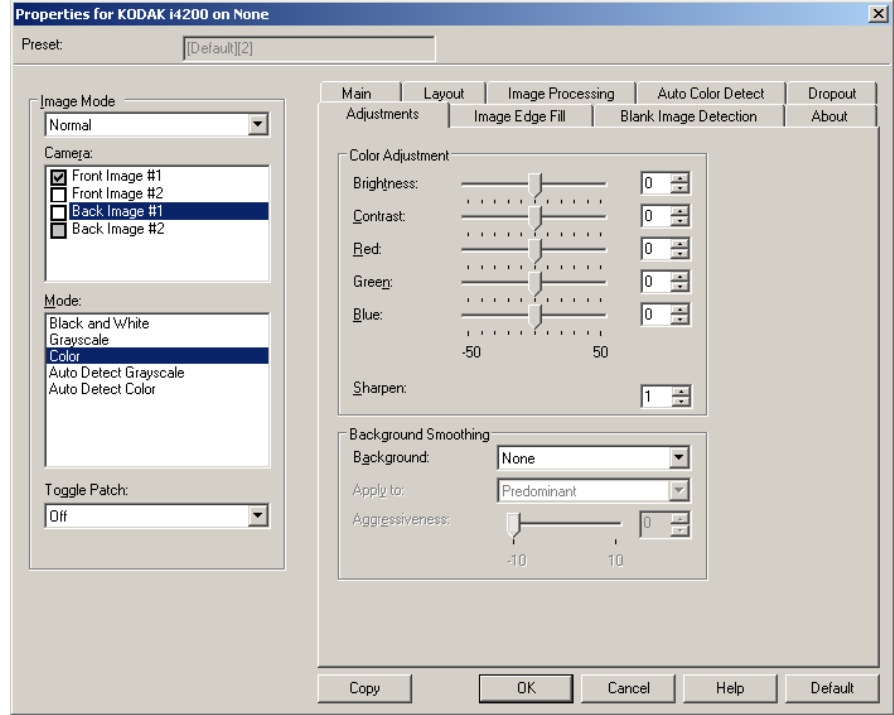 Properties for KODAK i4200 on None
Preset:
[Default][2]
Image Mode
Normal
Camera:
Front Image #1
Front Image #2
Back Image #1
Back Image #2
Mode:
Black and White
Grayscale
Color
Auto Detect Grayscale
Auto Detect Color
Toggle Patch:
Off
Main Layout Image Processing Auto Color Detect Dropout
Adjustments Image Edge Fill Blank Image Detection About
Color Adjustment
Brightness: 0
Contrast: 0
Red: 0
Green: 0
Blue: 0
-50 50
Sharpen: 1
Background Smoothing
Background: None
Apply to: Predominant
Aggressiveness: 0
-10 10
Copy OK Cancel Help Default